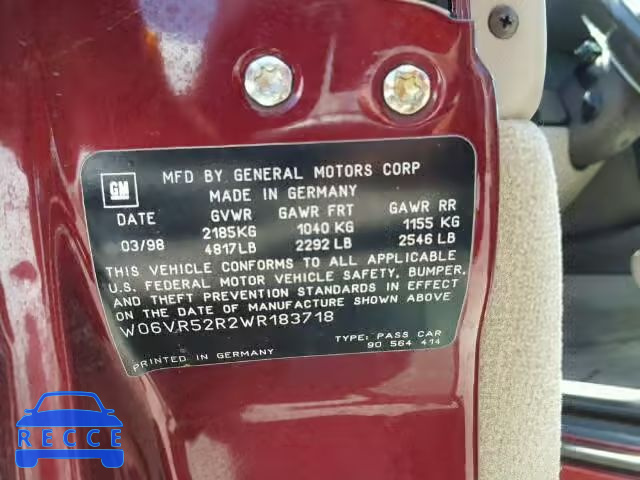 GM
MFD BY GENERAL MOTORS CORP
MADE IN GERMANY
DATE GVWR GAWR FRT GAWR RR
03/98 2185KG 1040 KG 1155 KG
4817LB 2292 LB 2546 LB
THIS VEHICLE CONFORMS TO ALL APPLICABLE
U.S. FEDERAL MOTOR VEHICLE SAFETY, BUMPER,
AND THEFT PREVENTION STANDARDS IN EFFECT
ON THE DATE OF MANUFACTURE SHOWN ABOVE
W06VR52R2WR183718
TYPE: PASS CAR
PRINTED IN GERMANY
90 564 414
RECCE